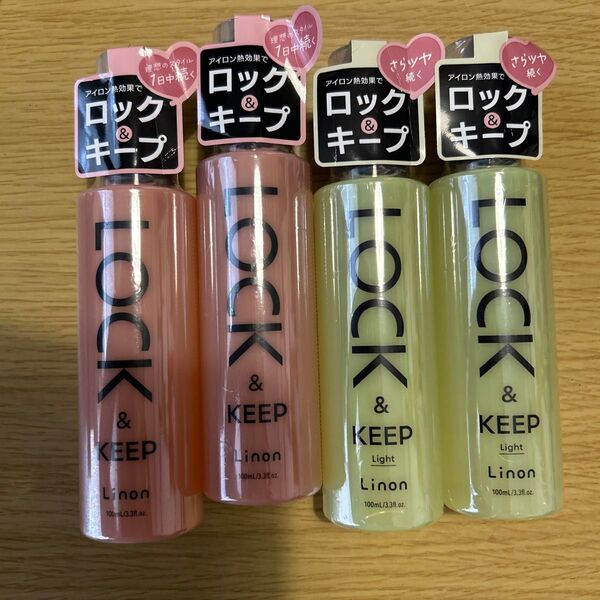 理想のスタイル
1日中続く
アイロン熱効果で
ロック
&
キープ
LOCK
&
KEEP
Linon
100mL/3.3fl.oz.
理想のスタイル
1日中続く
アイロン熱効果で
ロック
&
キープ
LOCK
&
KEEP
Linon
100mL/3.3fl.oz.
さらツヤ
続く
アイロン熱効果で
ロック
&
キープ
LOCK
&
KEEP
Light
Linon
100mL/3.3fl.oz.
さらツヤ
続く
アイロン熱効果で
ロック
&
キープ
LOCK
&
KEEP
Light
Linon
100mL/3.3fl.oz.